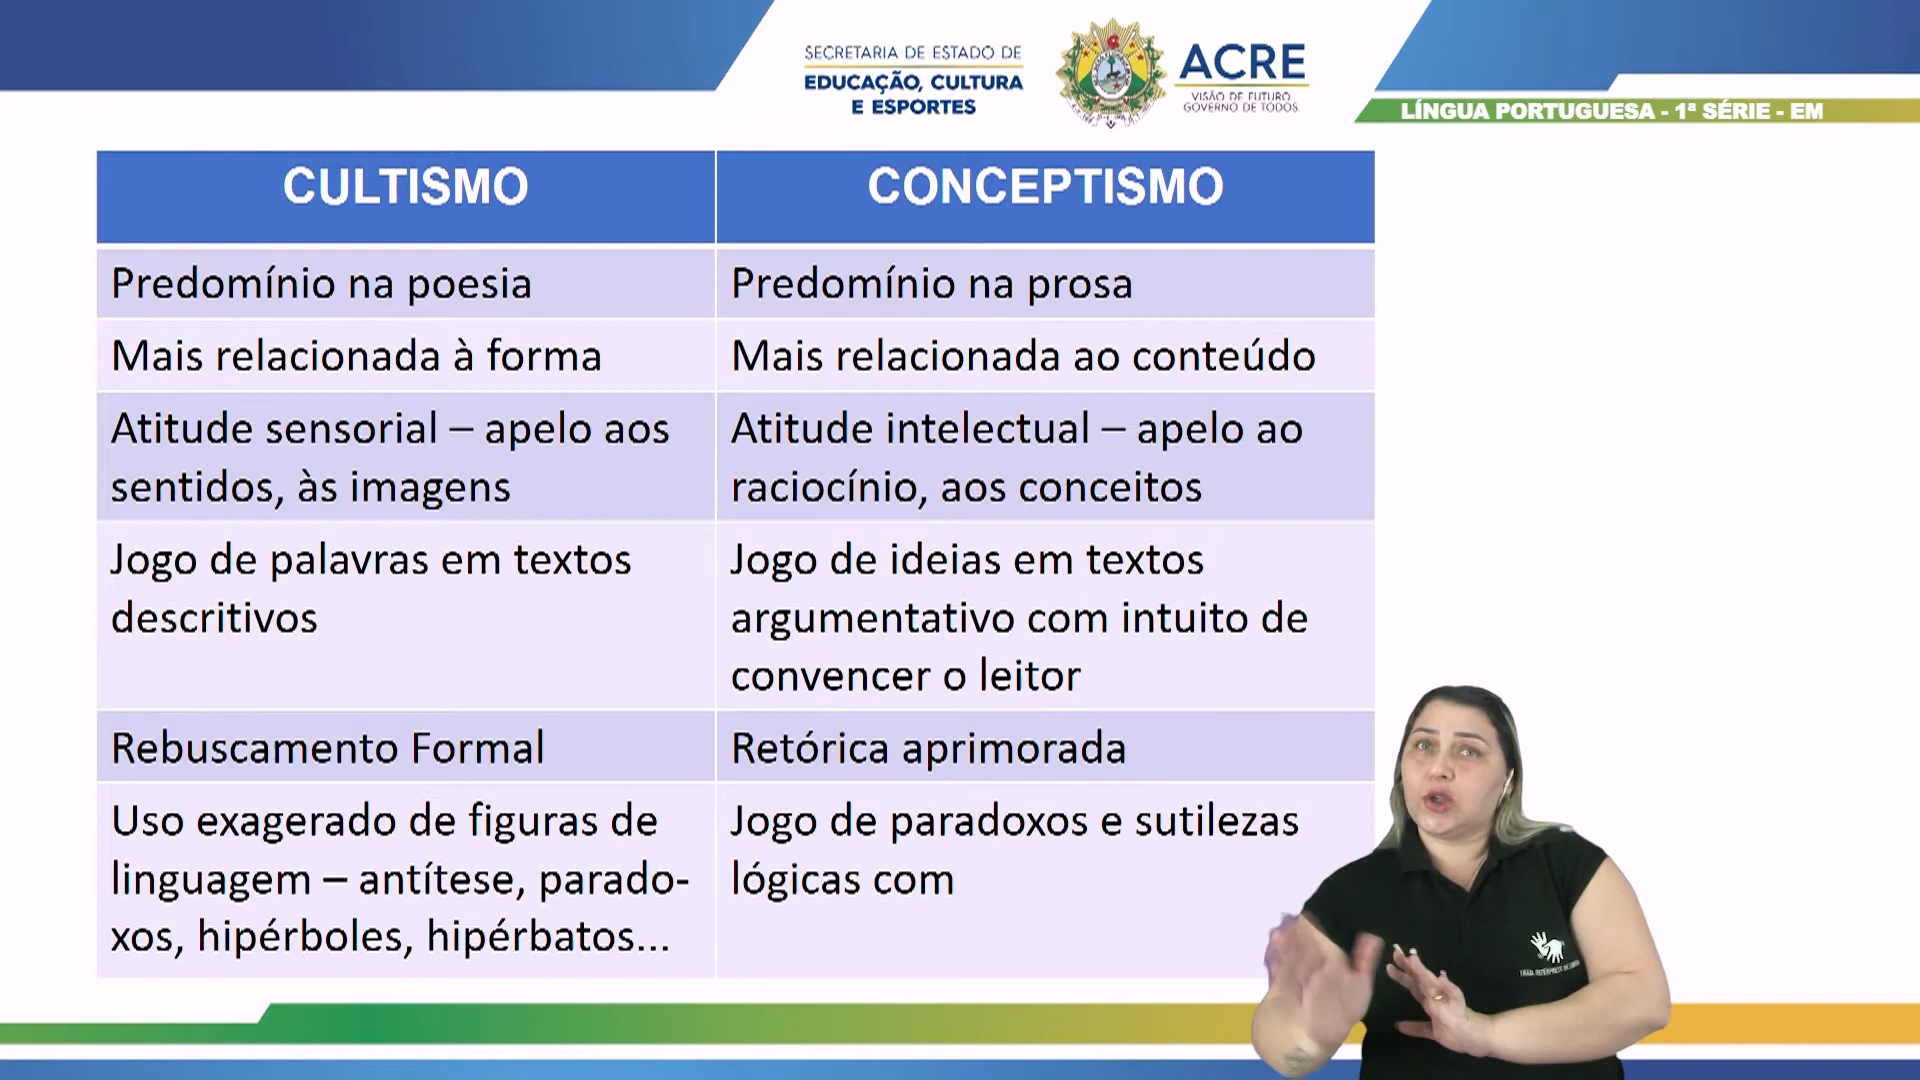 SECRETARIA DE ESTADO DE
EDUCAÇÃO, CULTURA
E ESPORTES
ACRE
VISÃO DE FUTURO
GOVERNO DE TODOS
LÍNGUA PORTUGUESA - 1ª SÉRIE - EM
CULTISMO
CONCEPTISMO
Predomínio na poesia
Predomínio na prosa
Mais relacionada à forma
Mais relacionada ao conteúdo
Atitude sensorial – apelo aos
sentidos, às imagens
Atitude intelectual – apelo ao
raciocínio, aos conceitos
Jogo de palavras em textos
descritivos
Jogo de ideias em textos
argumentativo com intuito de
convencer o leitor
Rebuscamento Formal
Retórica aprimorada
Uso exagerado de figuras de
linguagem – antítese, parado-
xos, hipérboles, hipérbatos...
Jogo de paradoxos e sutilezas
lógicas com